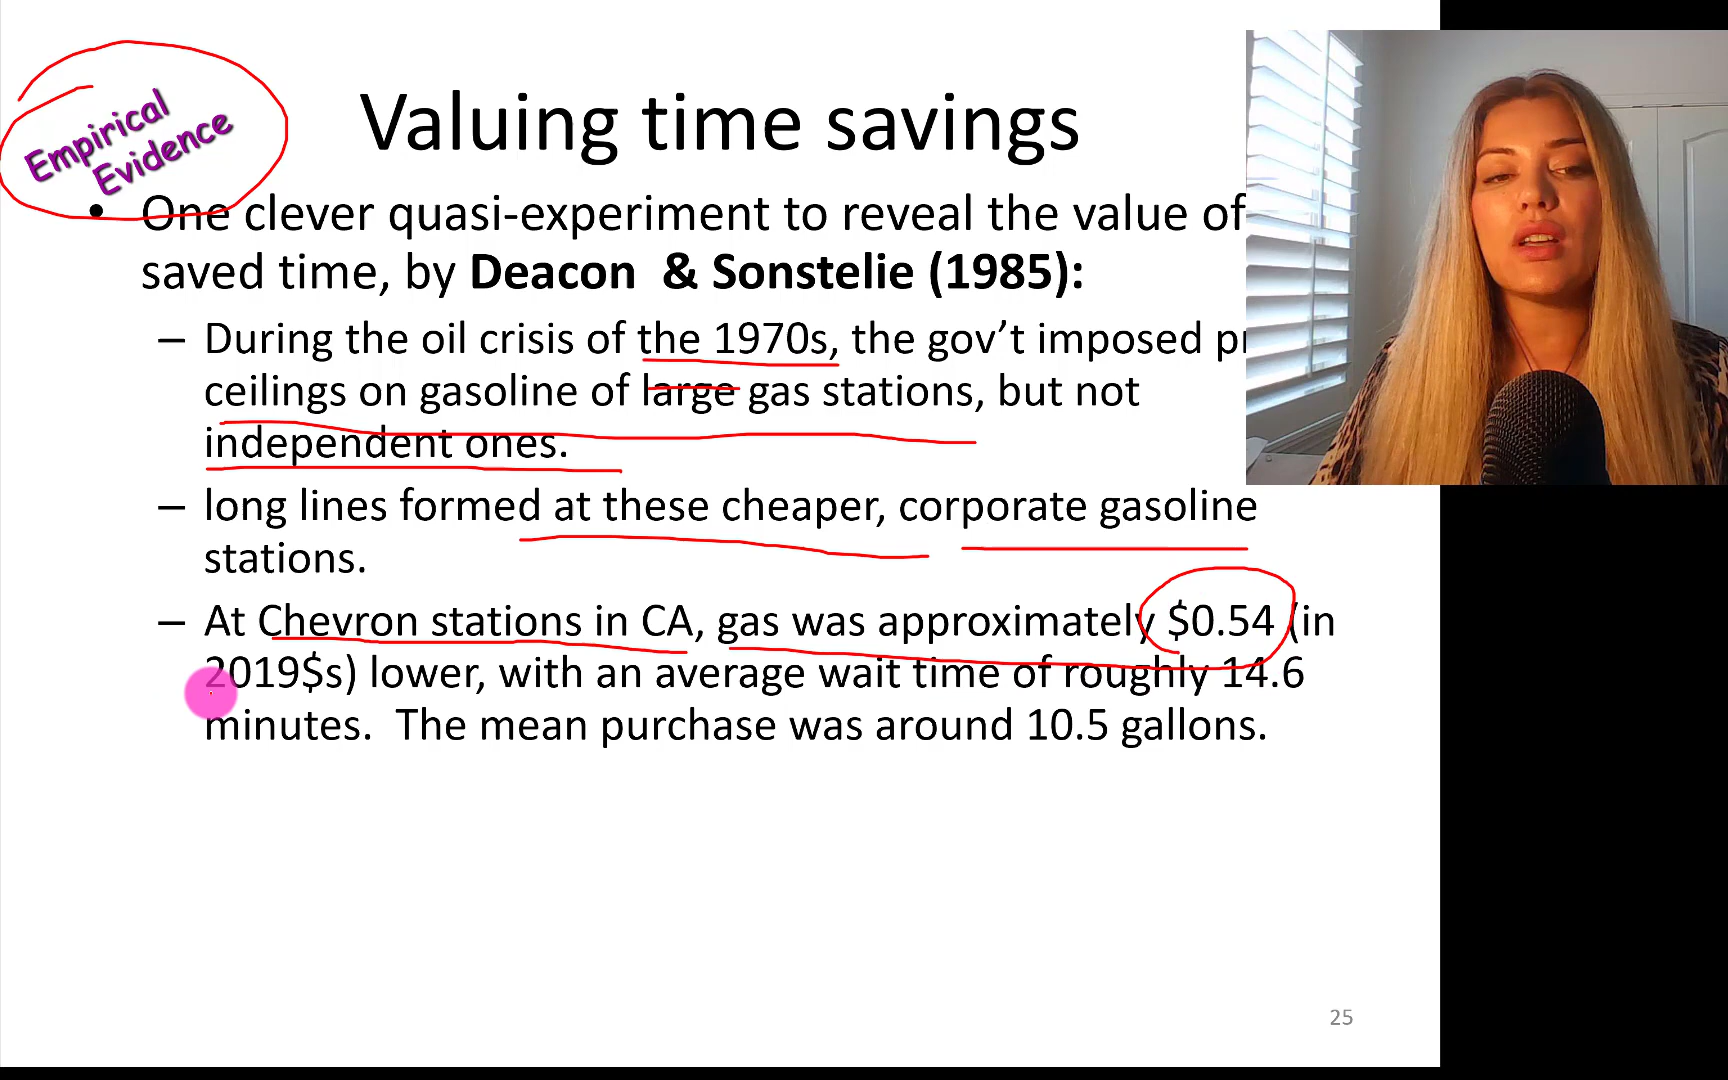 Empirical
Evidence
Valuing time savings
• One clever quasi-experiment to reveal the value of
saved time, by Deacon & Sonstelie (1985):
– During the oil crisis of the 1970s, the gov’t imposed
ceilings on gasoline of large gas stations, but not
independent ones.
– long lines formed at these cheaper, corporate gasoline
stations.
– At Chevron stations in CA, gas was approximately $0.54 (in
2019$s) lower, with an average wait time of roughly 14.6
minutes. The mean purchase was around 10.5 gallons.
25